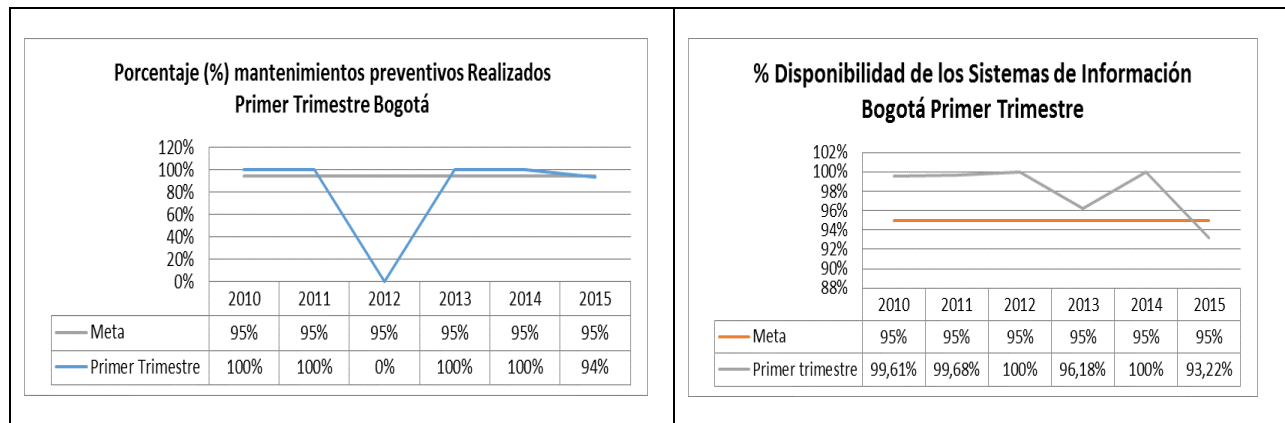 Porcentaje (%) mantenimientos preventivos Realizados
Primer Trimestre Bogotá
120%
100%
80%
60%
40%
20%
0%
2010 2011 2012 2013 2014 2015
Meta 95% 95% 95% 95% 95% 95%
Primer Trimestre 100% 100% 0% 100% 100% 94%
% Disponibilidad de los Sistemas de Información
Bogotá Primer Trimestre
102%
100%
98%
96%
94%
92%
90%
88%
2010 2011 2012 2013 2014 2015
Meta 95% 95% 95% 95% 95% 95%
Primer trimestre 99,61% 99,68% 100% 96,18% 100% 93,22%